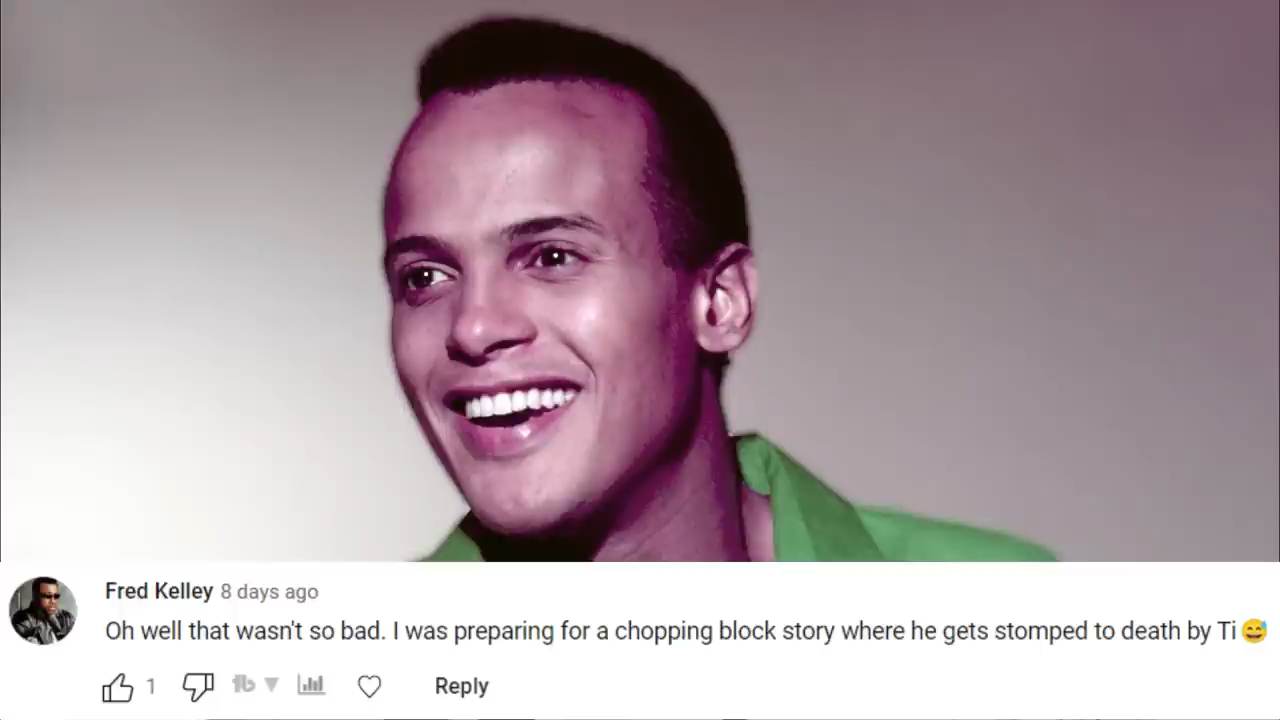 Fred Kelley 8 days ago
Oh well that wasn't so bad. I was preparing for a chopping block story where he gets stomped to death by Ti😅
1
Reply